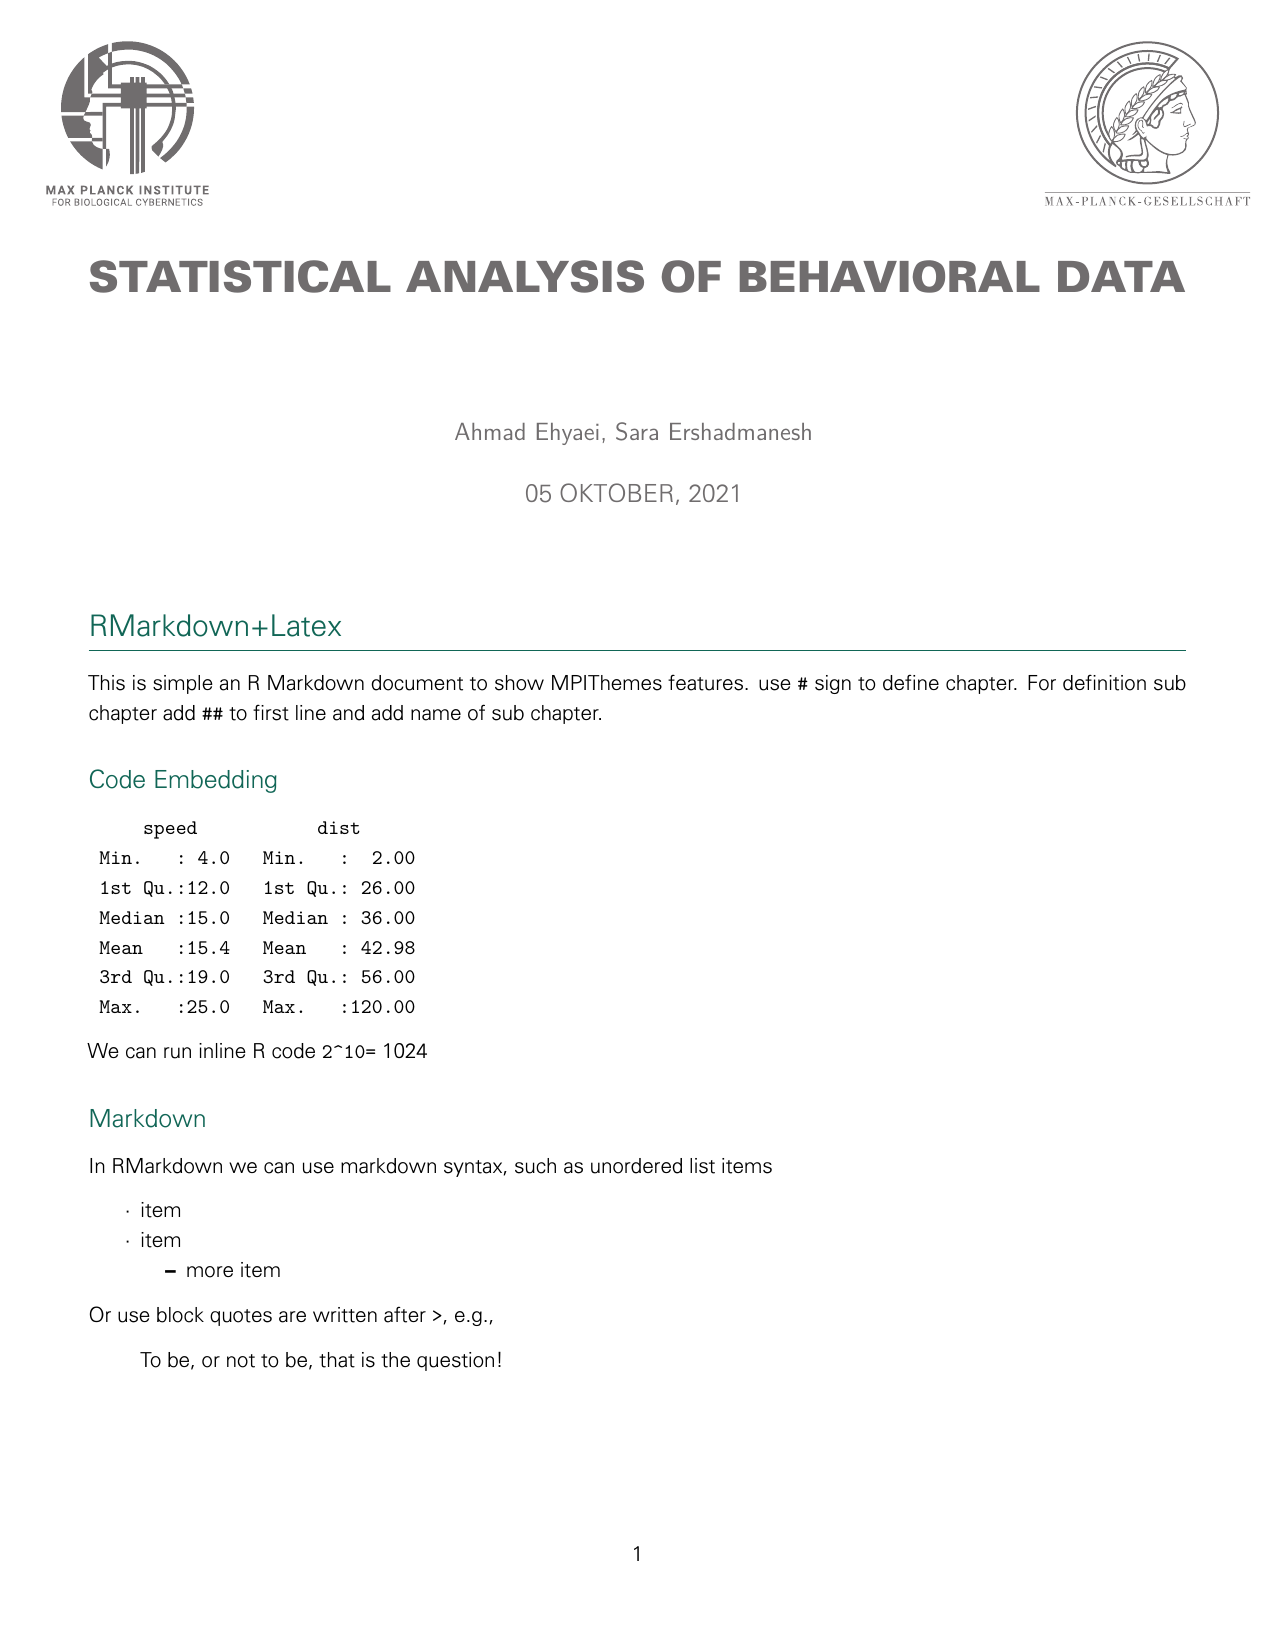 MAX PLANCK INSTITUTE
FOR BIOLOGICAL CYBERNETICS
MAX-PLANCK-GESELLSCHAFT
STATISTICAL ANALYSIS OF BEHAVIORAL DATA
Ahmad Ehyaei, Sara Ershadmanesh
05 OKTOBER, 2021
RMarkdown+Latex
This is simple an R Markdown document to show MPIThemes features. use # sign to define chapter. For definition sub
chapter add ## to first line and add name of sub chapter.
Code Embedding
speed dist
Min. : 4.0 Min. : 2.00
1st Qu.:12.0 1st Qu.: 26.00
Median :15.0 Median : 36.00
Mean :15.4 Mean : 42.98
3rd Qu.:19.0 3rd Qu.: 56.00
Max. :25.0 Max. :120.00
We can run inline R code 2^10= 1024
Markdown
In RMarkdown we can use markdown syntax, such as unordered list items
· item
· item
– more item
Or use block quotes are written after >, e.g.,
To be, or not to be, that is the question!
1